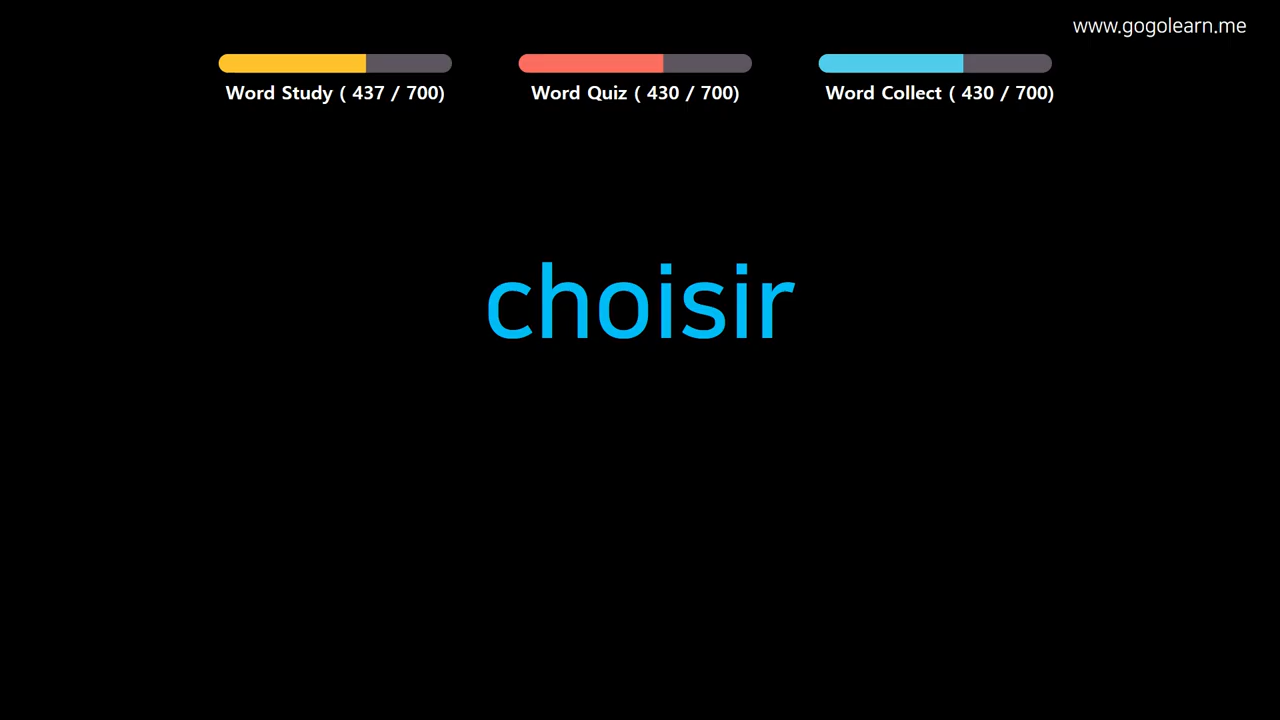 www.gogolearn.me
Word Study ( 437 / 700)
Word Quiz ( 430 / 700)
Word Collect ( 430 / 700)
choisir